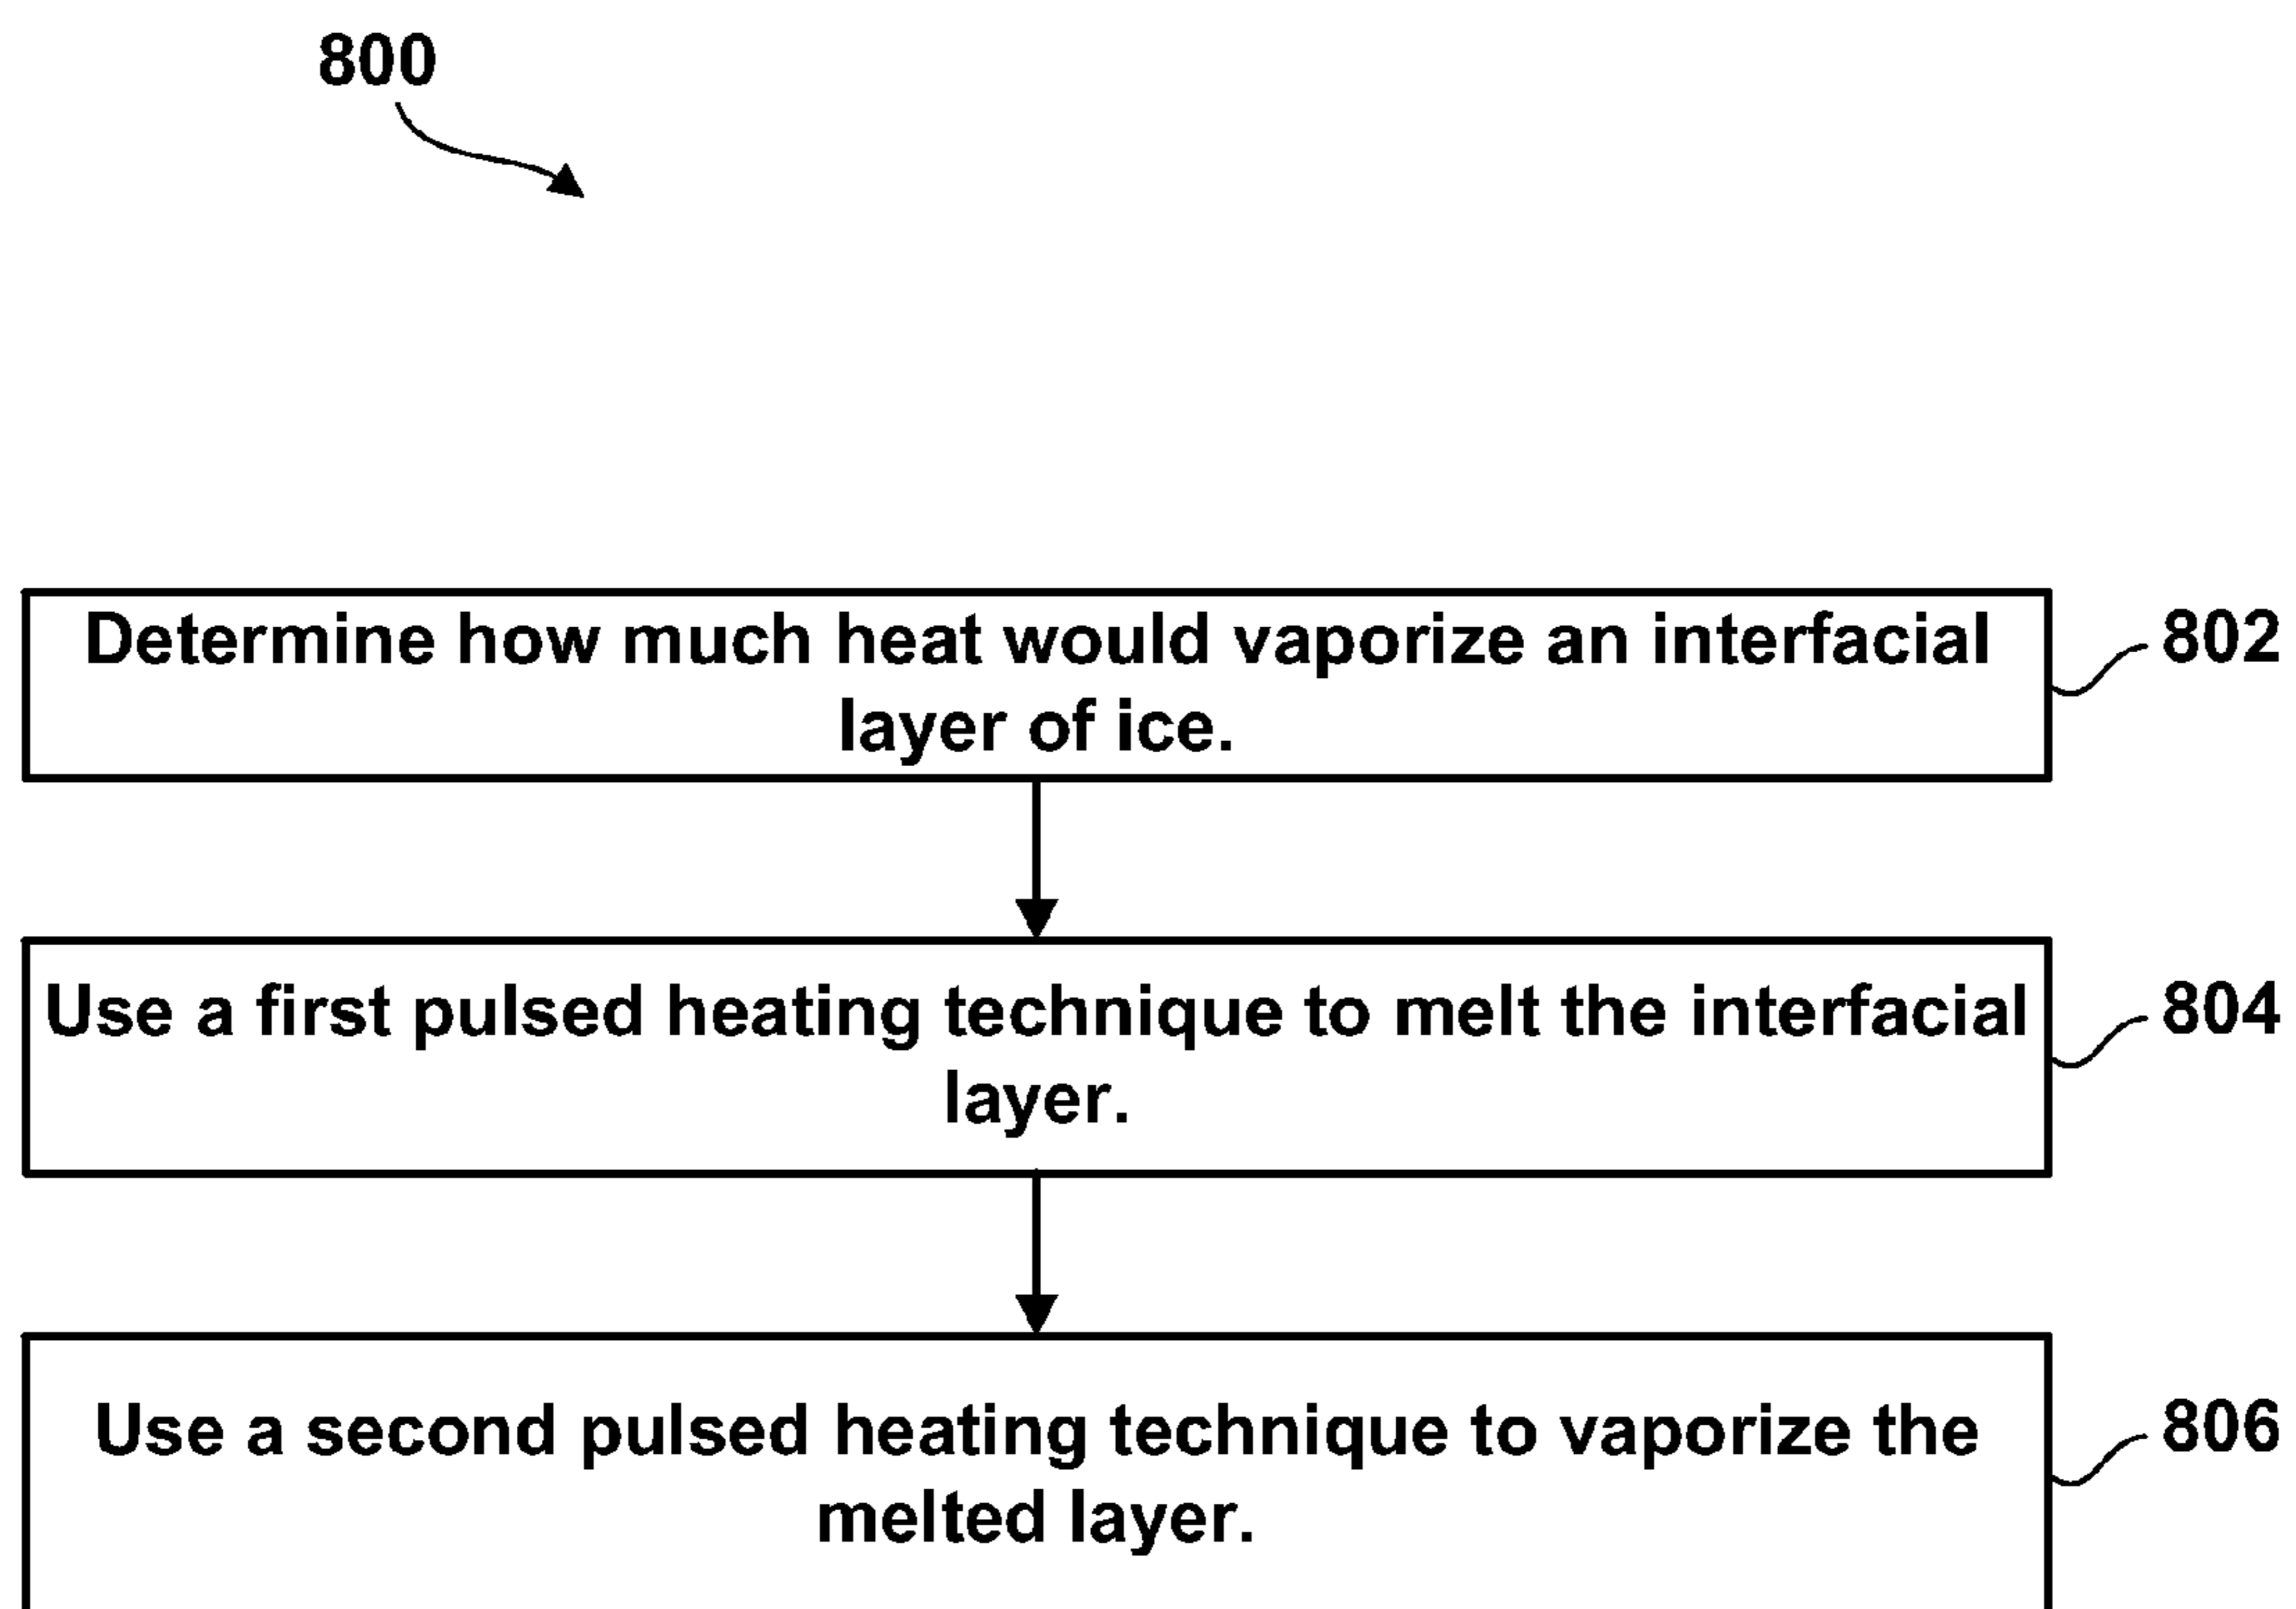 800
Determine how much heat would vaporize an interfacial
layer of ice.
802
Use a first pulsed heating technique to melt the interfacial
layer.
804
Use a second pulsed heating technique to vaporize the
melted layer.
806